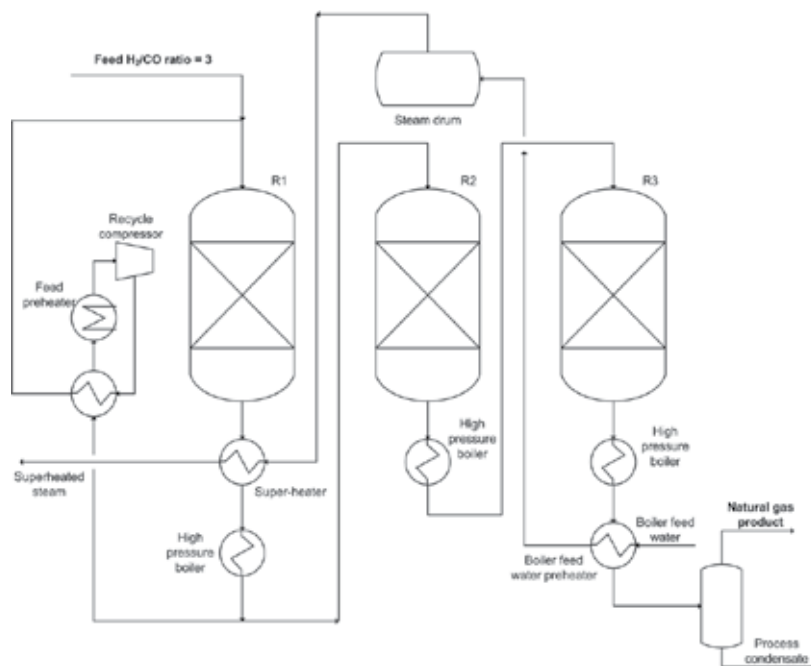 Feed H₂/CO ratio = 3
Steam drum
R1
R2
R3
Recycle
compressor
Feed
preheater
High
pressure
boiler
High
pressure
boiler
Superheated
steam
Super-heater
Natural gas
product
High
pressure
boiler
Boiler feed
water
Boiler feed
water preheater
Process
condensate